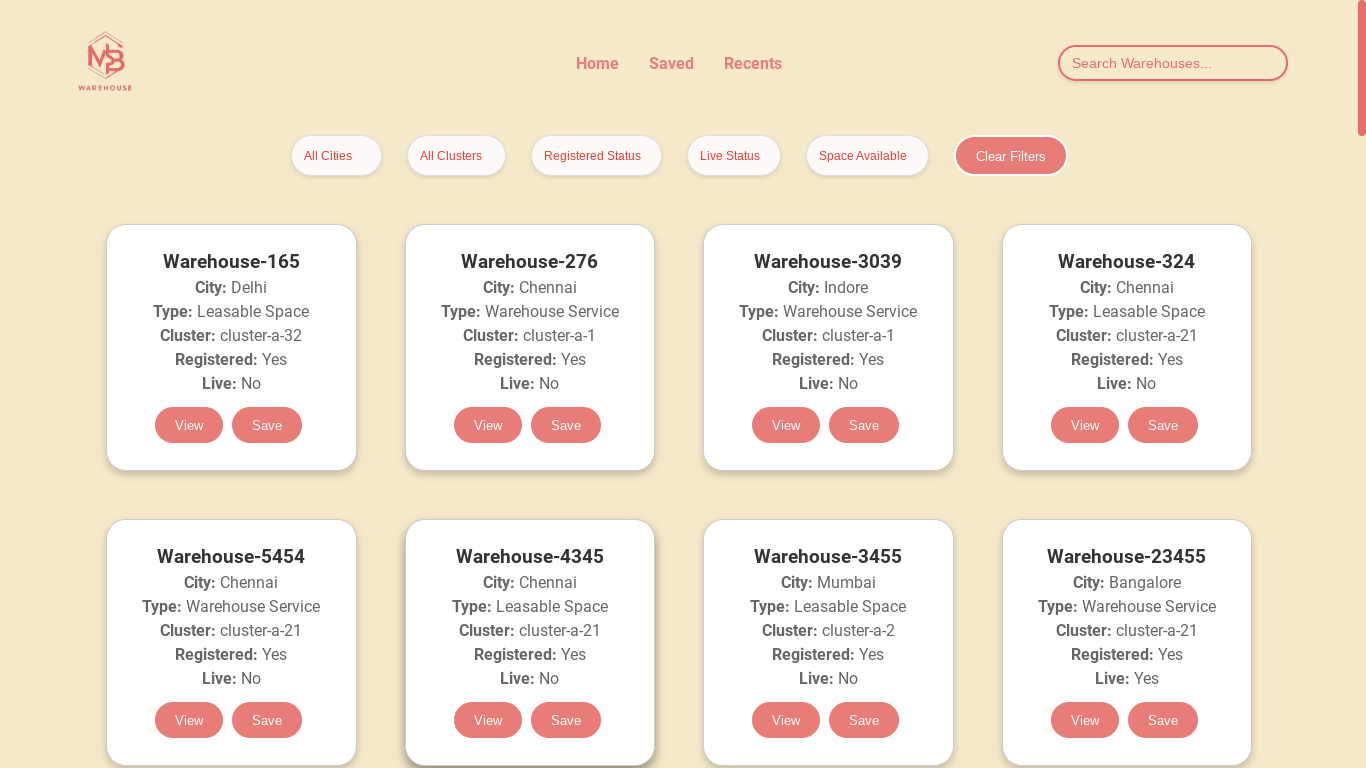 MB
WAREHOUSE
Home Saved Recents
Search Warehouses...
All Cities All Clusters Registered Status Live Status Space Available Clear Filters
Warehouse-165
City: Delhi
Type: Leasable Space
Cluster: cluster-a-32
Registered: Yes
Live: No
View Save
Warehouse-276
City: Chennai
Type: Warehouse Service
Cluster: cluster-a-1
Registered: Yes
Live: No
View Save
Warehouse-3039
City: Indore
Type: Warehouse Service
Cluster: cluster-a-1
Registered: Yes
Live: No
View Save
Warehouse-324
City: Chennai
Type: Leasable Space
Cluster: cluster-a-21
Registered: Yes
Live: No
View Save
Warehouse-5454
City: Chennai
Type: Warehouse Service
Cluster: cluster-a-21
Registered: Yes
Live: No
View Save
Warehouse-4345
City: Chennai
Type: Leasable Space
Cluster: cluster-a-21
Registered: Yes
Live: No
View Save
Warehouse-3455
City: Mumbai
Type: Leasable Space
Cluster: cluster-a-2
Registered: Yes
Live: No
View Save
Warehouse-23455
City: Bangalore
Type: Warehouse Service
Cluster: cluster-a-21
Registered: Yes
Live: Yes
View Save